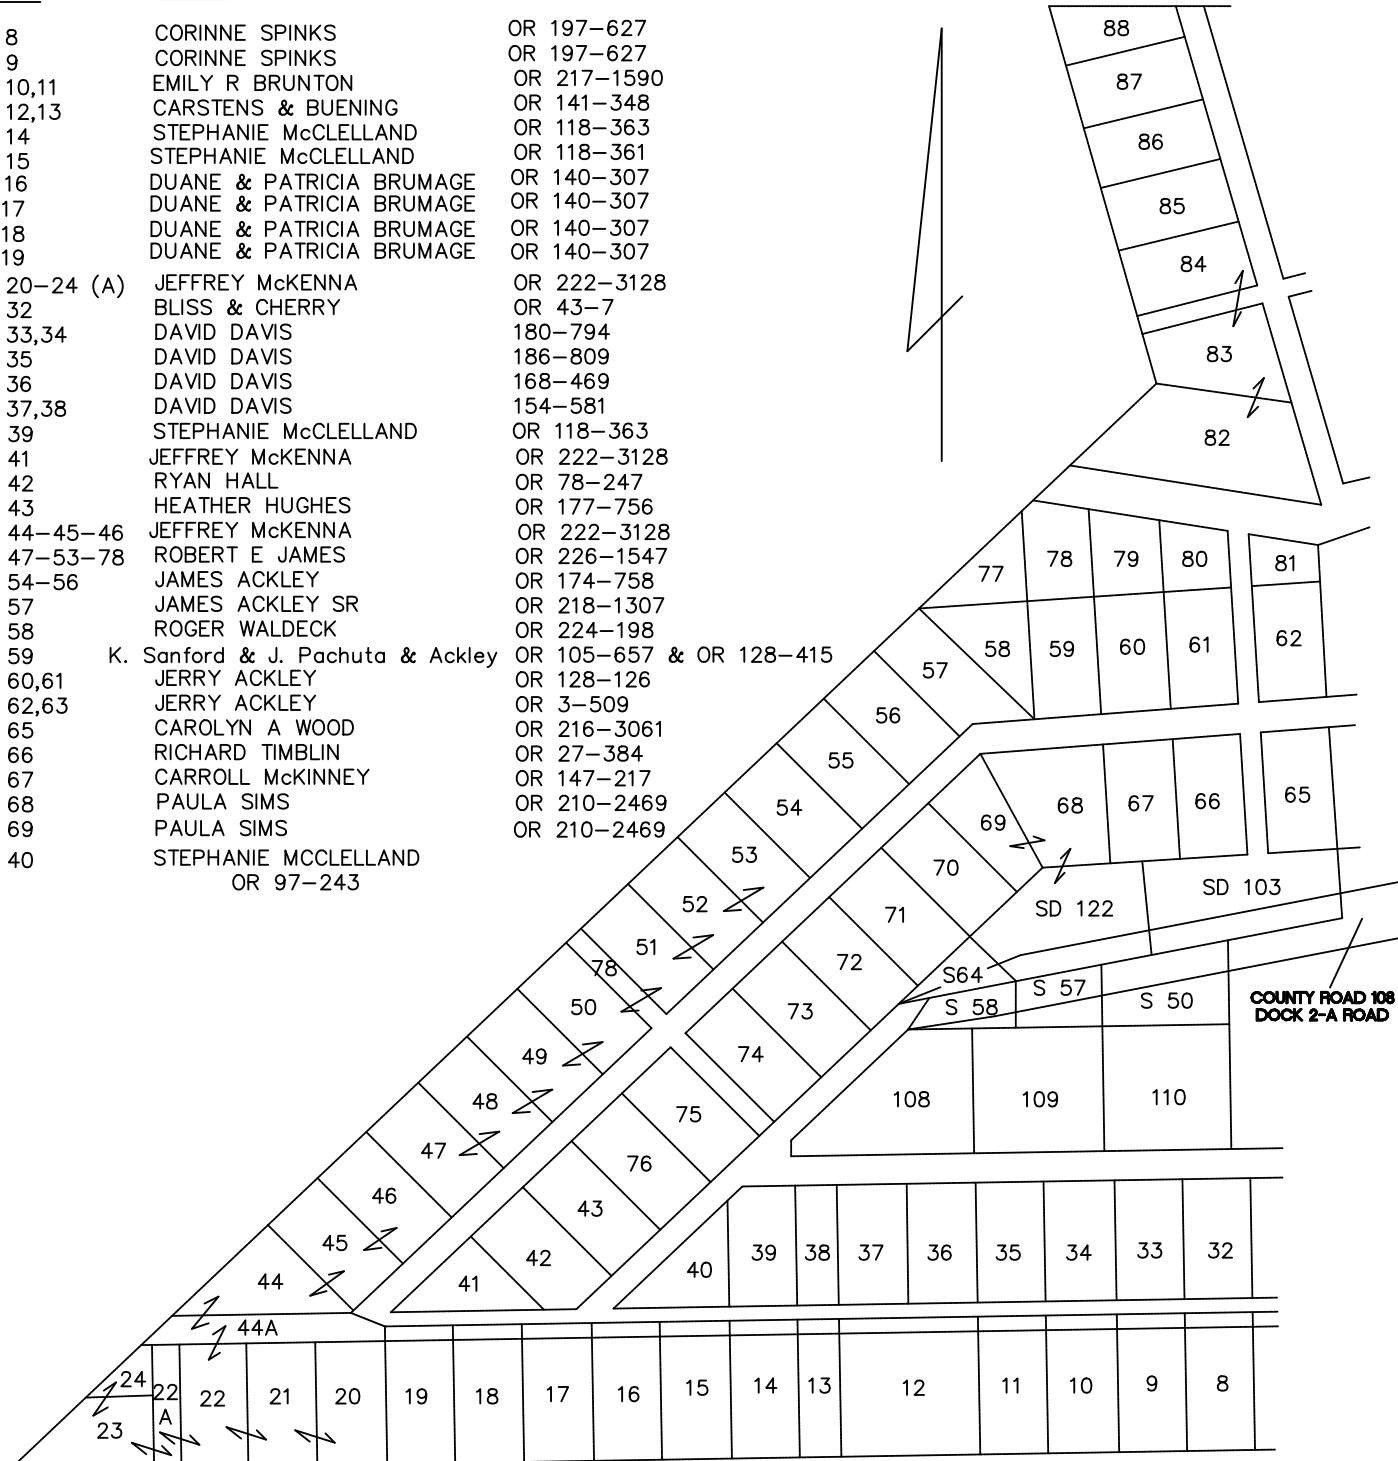 8 CORINNE SPINKS OR 197-627
9 CORINNE SPINKS OR 197-627
10,11 EMILY R BRUNTON OR 217-1590
12,13 CARSTENS & BUENING OR 141-348
14 STEPHANIE McCLELLAND OR 118-363
15 STEPHANIE McCLELLAND OR 118-361
16 DUANE & PATRICIA BRUMAGE OR 140-307
17 DUANE & PATRICIA BRUMAGE OR 140-307
18 DUANE & PATRICIA BRUMAGE OR 140-307
19 DUANE & PATRICIA BRUMAGE OR 140-307
20-24 (A) JEFFREY McKENNA OR 222-3128
32 BLISS & CHERRY OR 43-7
33,34 DAVID DAVIS 180-794
35 DAVID DAVIS 186-809
36 DAVID DAVIS 168-469
37,38 DAVID DAVIS 154-581
39 STEPHANIE McCLELLAND OR 118-363
41 JEFFREY McKENNA OR 222-3128
42 RYAN HALL OR 78-247
43 HEATHER HUGHES OR 177-756
44-45-46 JEFFREY McKENNA OR 222-3128
47-53-78 ROBERT E JAMES OR 226-1547
54-56 JAMES ACKLEY OR 174-758
57 JAMES ACKLEY SR OR 218-1307
58 ROGER WALDECK OR 224-198
59 K. Sanford & J. Pachuta & Ackley OR 105-657 & OR 128-415
60,61 JERRY ACKLEY OR 128-126
62,63 JERRY ACKLEY OR 3-509
65 CAROLYN A WOOD OR 216-3061
66 RICHARD TIMBLIN OR 27-384
67 CARROLL McKINNEY OR 147-217
68 PAULA SIMS OR 210-2469
69 PAULA SIMS OR 210-2469
40 STEPHANIE MCCLELLAND
OR 97-243
88
87
86
85
84
83
82
77 78 79 80 81
58 59 60 61 62
57
56
55
54
53
52
51
78
50
49
48
47
46
45
44
44A
69 68 67 66 65
70
71
72
73
74
75
76
43
42
41
SD 122 SD 103
S64
S 58 S 57 S 50
COUNTY ROAD 108
DOCK 2-A ROAD
108 109 110
40 39 38 37 36 35 34 33 32
24
23
22
A
22 21 20 19 18 17 16 15 14 13 12 11 10 9 8